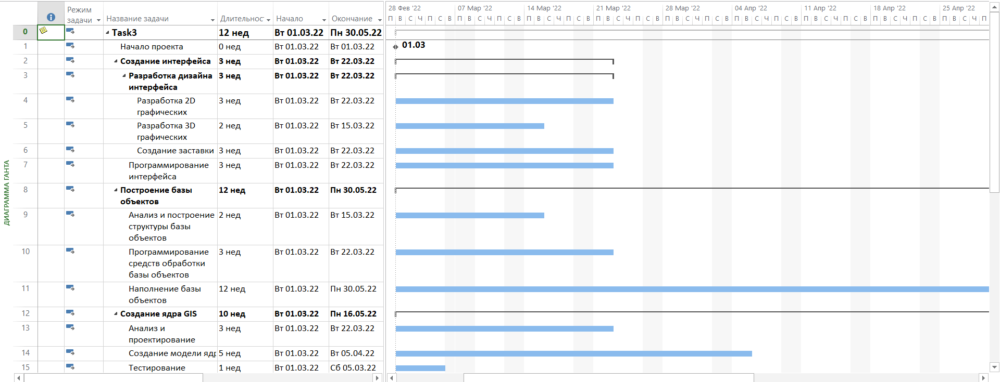 Режим задачи Название задачи Длительнос Начало Окончание
28 Фев '22 07 Мар '22 14 Мар '22 21 Мар '22 28 Мар '22 04 Апр '22 11 Апр '22 18 Апр '22 25 Апр '22
П В С Ч П С В П В С Ч П С В П В С Ч П С В П В С Ч П С В П В С Ч П С В П В С Ч П С В П В С Ч П С В П В С Ч П С В П В С Ч П
ДИАГРАММА ГАНТА
0 Task3 12 нед Вт 01.03.22 Пн 30.05.22
1 Начало проекта 0 нед Вт 01.03.22 Вт 01.03.22 01.03
2 Создание интерфейса 3 нед Вт 01.03.22 Вт 22.03.22
3 Разработка дизайна 3 нед Вт 01.03.22 Вт 22.03.22
интерфейса
4 Разработка 2D 3 нед Вт 01.03.22 Вт 22.03.22
графических
5 Разработка 3D 2 нед Вт 01.03.22 Вт 15.03.22
графических
6 Создание заставки 3 нед Вт 01.03.22 Вт 22.03.22
7 Программирование 3 нед Вт 01.03.22 Вт 22.03.22
интерфейса
8 Построение базы 12 нед Вт 01.03.22 Пн 30.05.22
объектов
9 Анализ и построение 2 нед Вт 01.03.22 Вт 15.03.22
структуры базы
объектов
10 Программирование 3 нед Вт 01.03.22 Вт 22.03.22
средств обработки
базы объектов
11 Наполнение базы 12 нед Вт 01.03.22 Пн 30.05.22
объектов
12 Создание ядра GIS 10 нед Вт 01.03.22 Пн 16.05.22
13 Анализ и 3 нед Вт 01.03.22 Вт 22.03.22
проектирование
14 Создание модели ядр 5 нед Вт 01.03.22 Вт 05.04.22
15 Тестирование 1 нед Вт 01.03.22 Сб 05.03.22